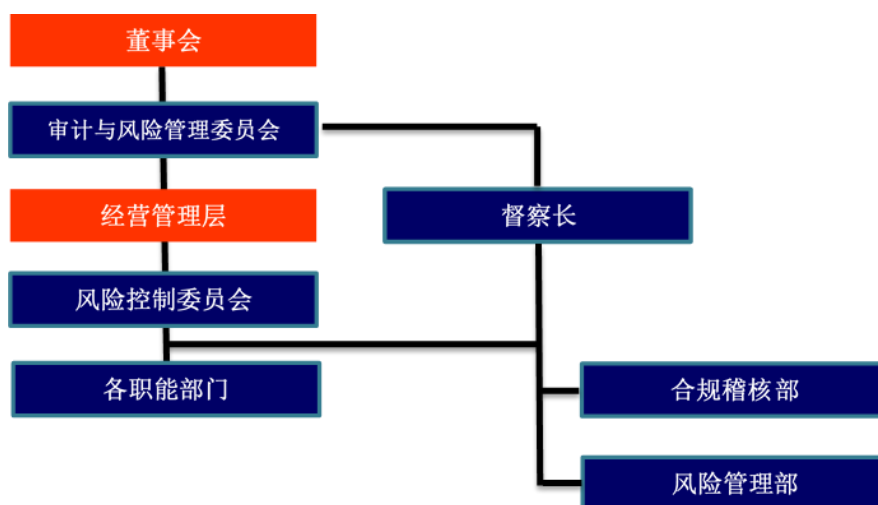 董事会
审计与风险管理委员会
经营管理层
督察长
风险控制委员会
各职能部门
合规稽核部
风险管理部